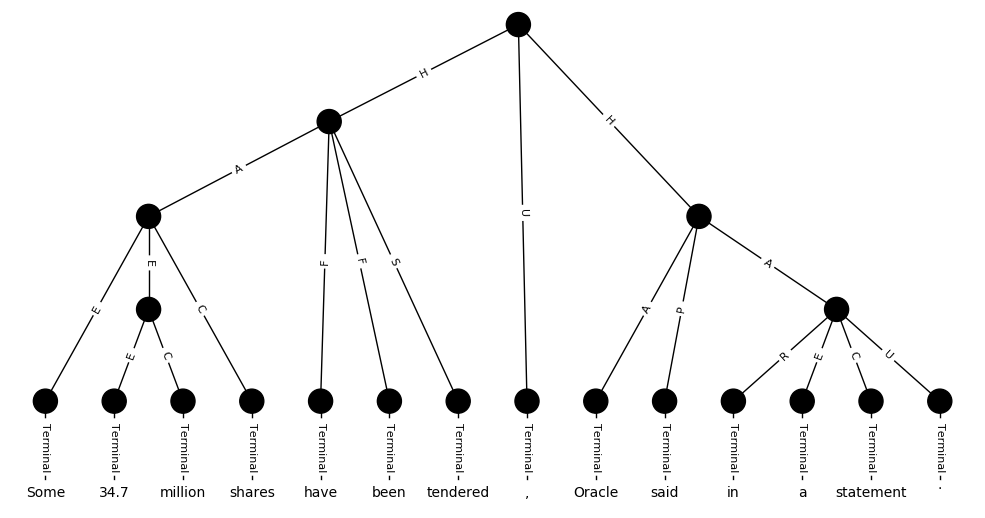 H
H
A
U
E
A
F
F
S
E
C
A
P
E
C
R
E
C
U
Terminal Terminal Terminal Terminal Terminal Terminal Terminal Terminal Terminal Terminal Terminal Terminal Terminal Terminal
Some 34.7 million shares have been tendered , Oracle said in a statement .